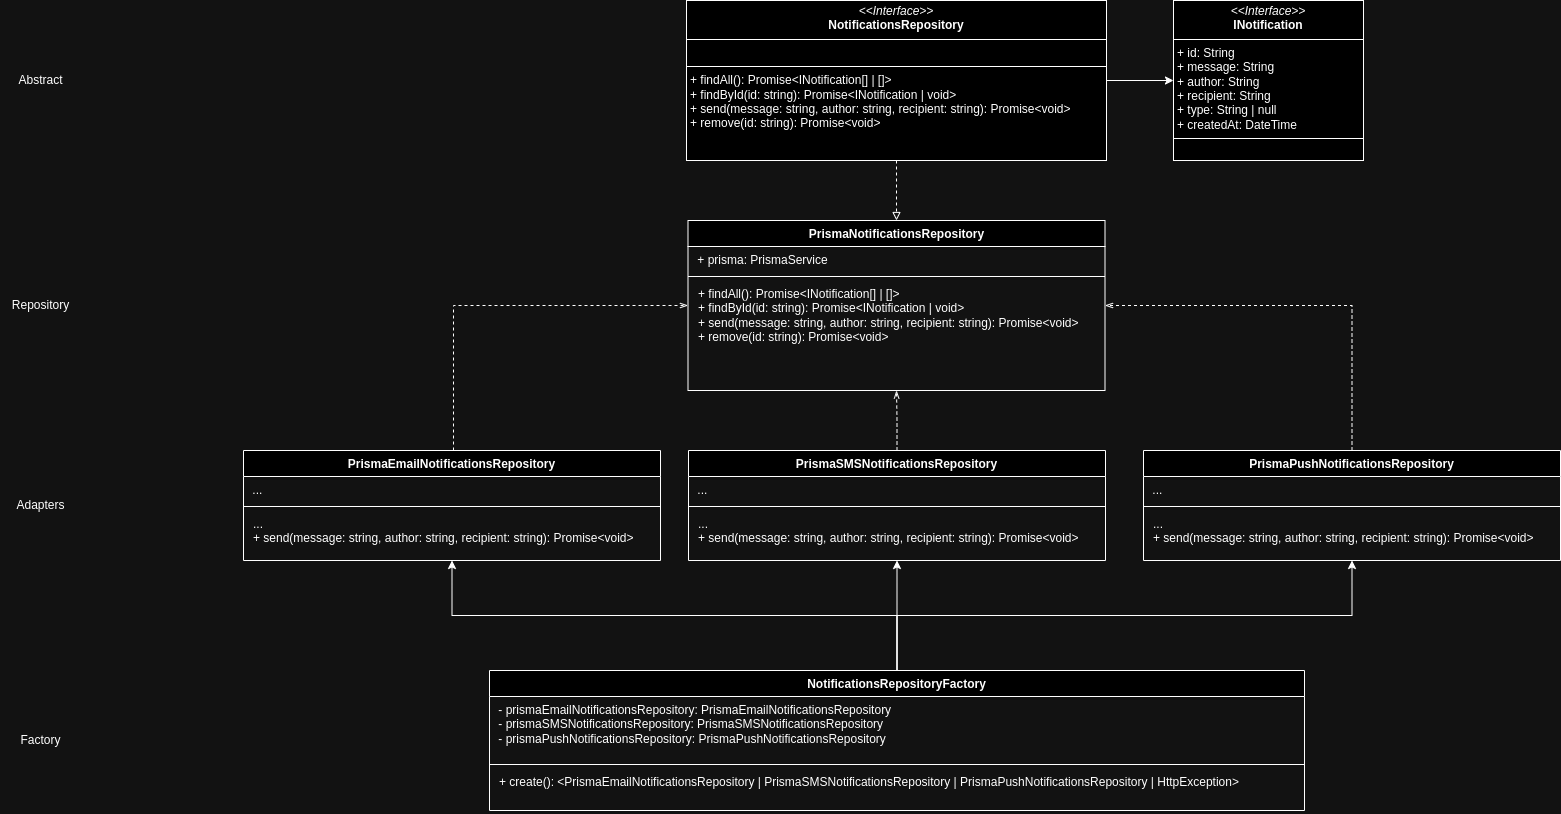 <<Interface>>
NotificationsRepository
+ findAll(): Promise<INotification[] | []>
+ findById(id: string): Promise<INotification | void>
+ send(message: string, author: string, recipient: string): Promise<void>
+ remove(id: string): Promise<void>
<<Interface>>
INotification
+ id: String
+ message: String
+ author: String
+ recipient: String
+ type: String | null
+ createdAt: DateTime
Abstract
PrismaNotificationsRepository
+ prisma: PrismaService
+ findAll(): Promise<INotification[] | []>
+ findById(id: string): Promise<INotification | void>
+ send(message: string, author: string, recipient: string): Promise<void>
+ remove(id: string): Promise<void>
Repository
PrismaEmailNotificationsRepository
...
...
+ send(message: string, author: string, recipient: string): Promise<void>
PrismaSMSNotificationsRepository
...
...
+ send(message: string, author: string, recipient: string): Promise<void>
PrismaPushNotificationsRepository
...
...
+ send(message: string, author: string, recipient: string): Promise<void>
Adapters
NotificationsRepositoryFactory
- prismaEmailNotificationsRepository: PrismaEmailNotificationsRepository
- prismaSMSNotificationsRepository: PrismaSMSNotificationsRepository
- prismaPushNotificationsRepository: PrismaPushNotificationsRepository
+ create(): <PrismaEmailNotificationsRepository | PrismaSMSNotificationsRepository | PrismaPushNotificationsRepository | HttpException>
Factory